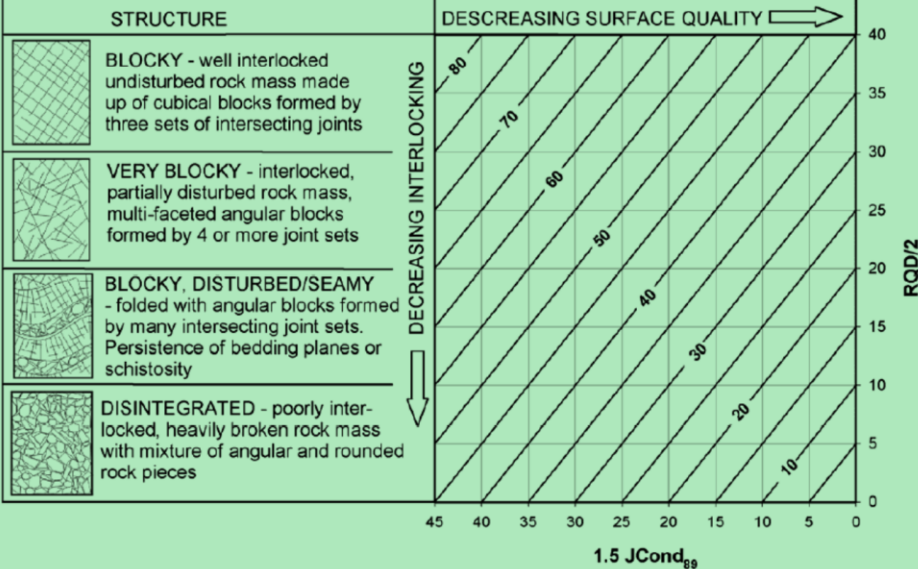 STRUCTURE
DESCREASING SURFACE QUALITY
BLOCKY - well interlocked
undisturbed rock mass made
up of cubical blocks formed by
three sets of intersecting joints
VERY BLOCKY - interlocked,
partially disturbed rock mass,
multi-faceted angular blocks
formed by 4 or more joint sets
BLOCKY, DISTURBED/SEAMY
- folded with angular blocks formed
by many intersecting joint sets.
Persistence of bedding planes or
schistosity
DISINTEGRATED - poorly inter-
locked, heavily broken rock mass
with mixture of angular and rounded
rock pieces
DECREASING INTERLOCKING
80
70
60
50
40
30
20
10
40
35
30
25
20
15
10
5
0
RQD/2
45 40 35 30 25 20 15 10 5 0
1.5 JCond89